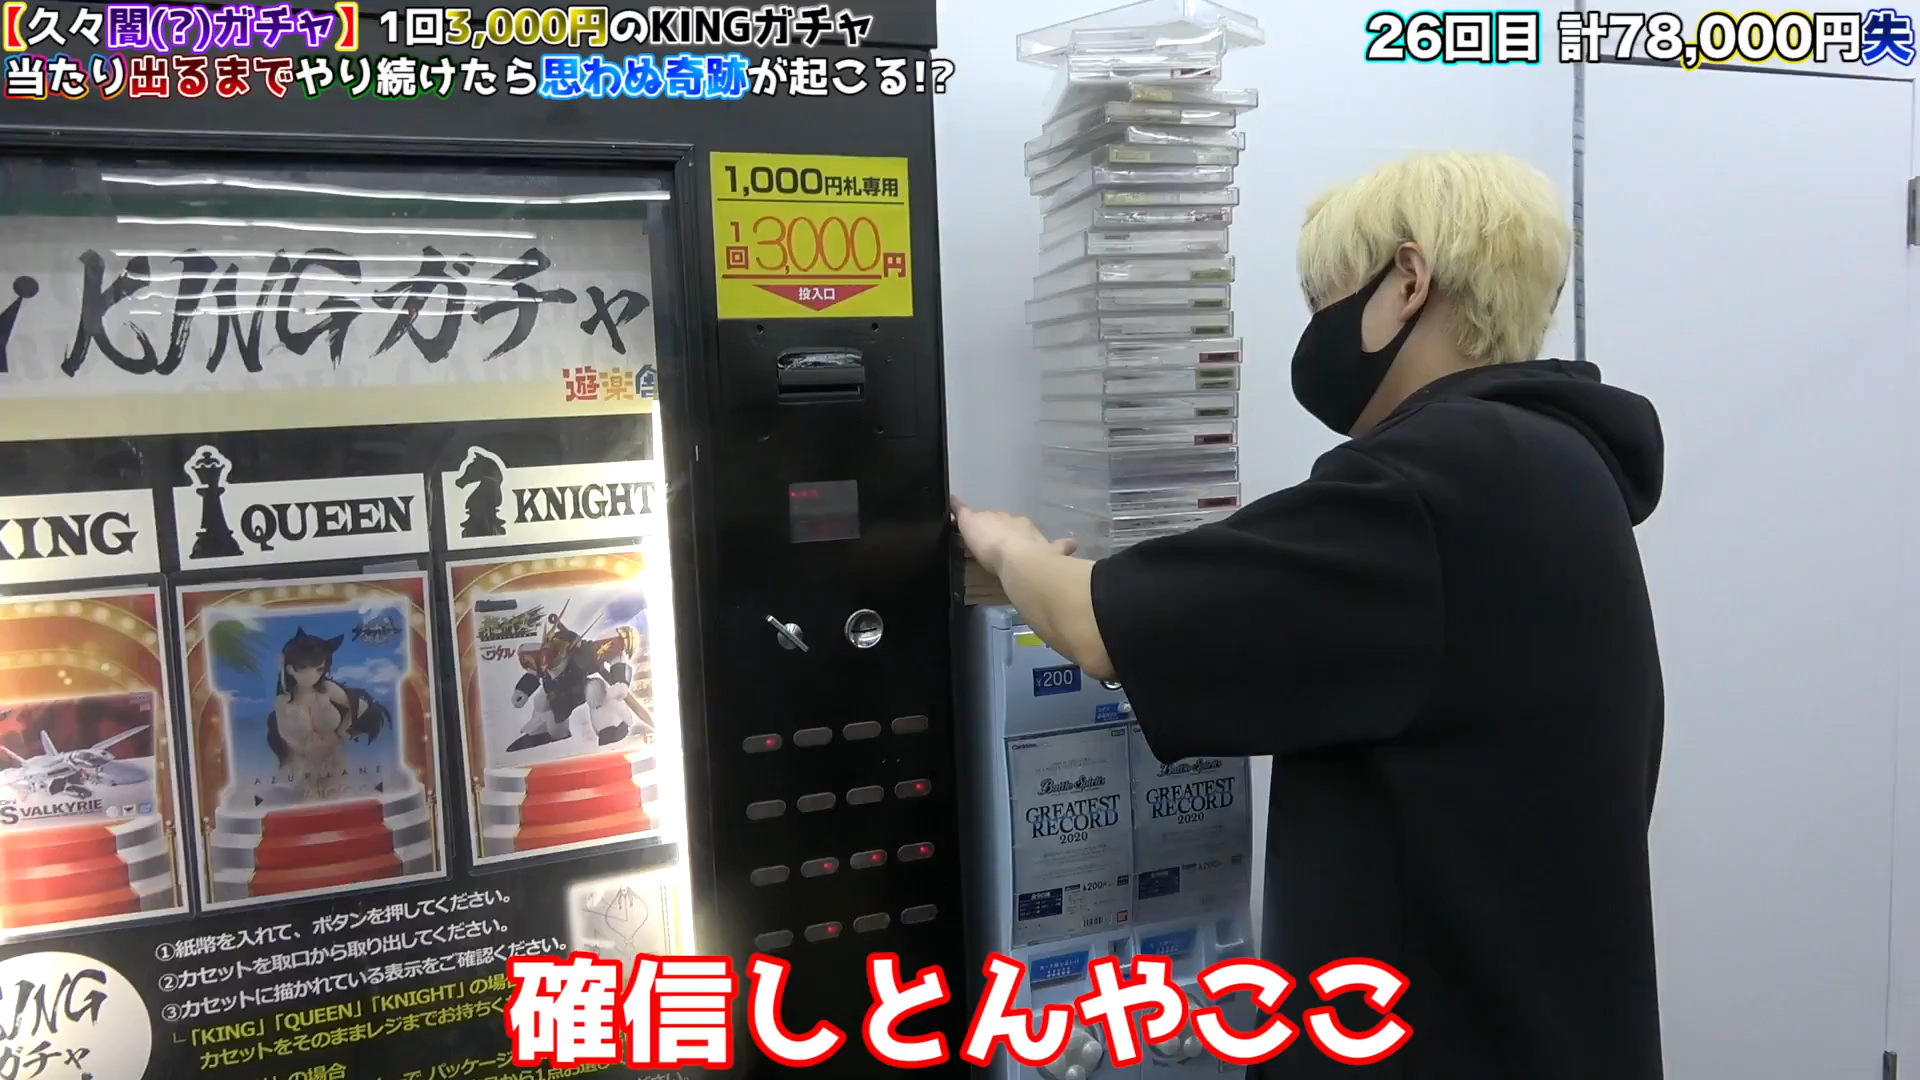 【久々闇(?)ガチャ】1回3,000円のKINGガチャ
当たり出るまでやり続けたら思わぬ奇跡が起こる!?
26回目 計78,000円失
1,000円札専用
1回3,000円
投入口
KINGガチャ
遊楽舎
KING
QUEEN
KNIGHT
ワタル
AZUR LANE
VALKYRIE
①紙幣を入れて、ボタンを押してください。
②カセットを取口から取り出してください。
③カセットに描かれている表示をご確認ください。
「KING」「QUEEN」「KNIGHT」の場合
カセットをそのままレジまでお持ちく
の場合
KING
ガチャ
¥200
Battle Spirits
GREATEST
RECORD
2020
Battle Spirits
GREATEST
RECORD
2020
確信しとんやここ